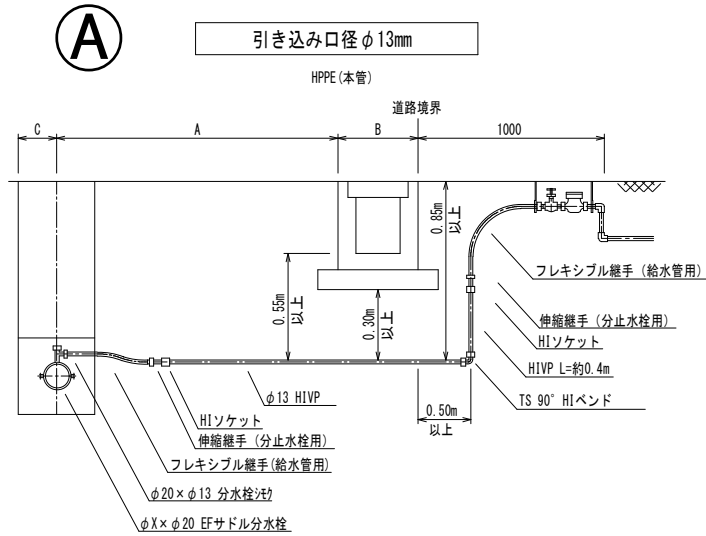 A
引き込み口径φ13mm
HPPE(本管)
道路境界
C
A
B
1000
0.85m
以上
フレキシブル継手(給水管用)
0.55m
以上
0.30m
以上
伸縮継手(分止水栓用)
HIソケット
HIVP L=約0.4m
TS 90°HIベンド
φ13 HIVP
0.50m
以上
HIソケット
伸縮継手(分止水栓用)
フレキシブル継手(給水管用)
φ20×φ13 分水栓シモク
φX×φ20 EFサドル分水栓